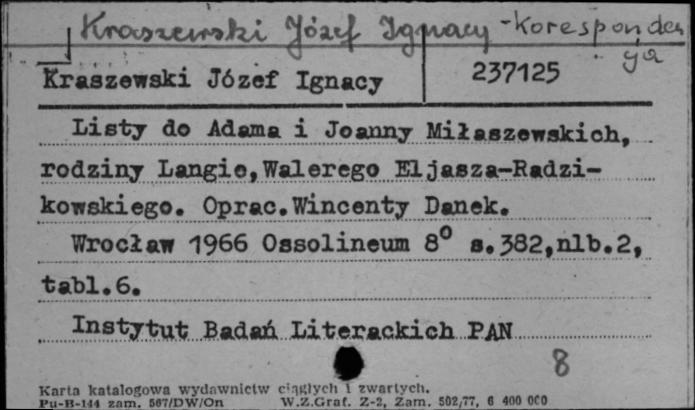 Kraszewski Józef Ignacy - korespondencja
Kraszewski Józef Ignacy
237125
Listy do Adama i Joanny Miłaszewskich,
rodziny Langie, Walerego Eljasza-Radzi-
kowskiego. Oprac. Wincenty Danek.
Wrocław 1966 Ossolineum 8° s.382,nlb.2,
tabl.6.
Instytut Badań Literackich PAN
8
Karta katalogowa wydawnictw ciągłych i zwartych.
Pu-B-144 zam. 567/DW/On W.Z.Graf. Z-2, Zam. 502/77, 6 400 000